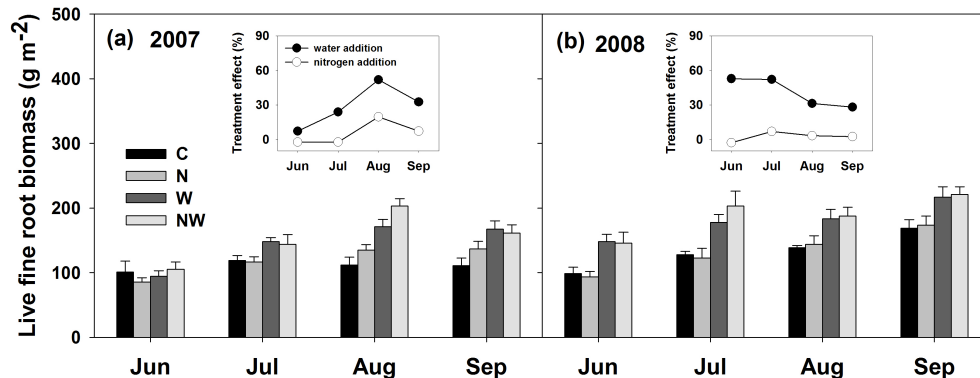 Live fine root biomass (g m-2)
500
400
300
200
100
0
(a) 2007
C
N
W
NW
Treatment effect (%)
90
60
30
0
water addition
nitrogen addition
Jun Jul Aug Sep
(b) 2008
Treatment effect (%)
90
60
30
0
Jun Jul Aug Sep
Jun Jul Aug Sep Jun Jul Aug Sep